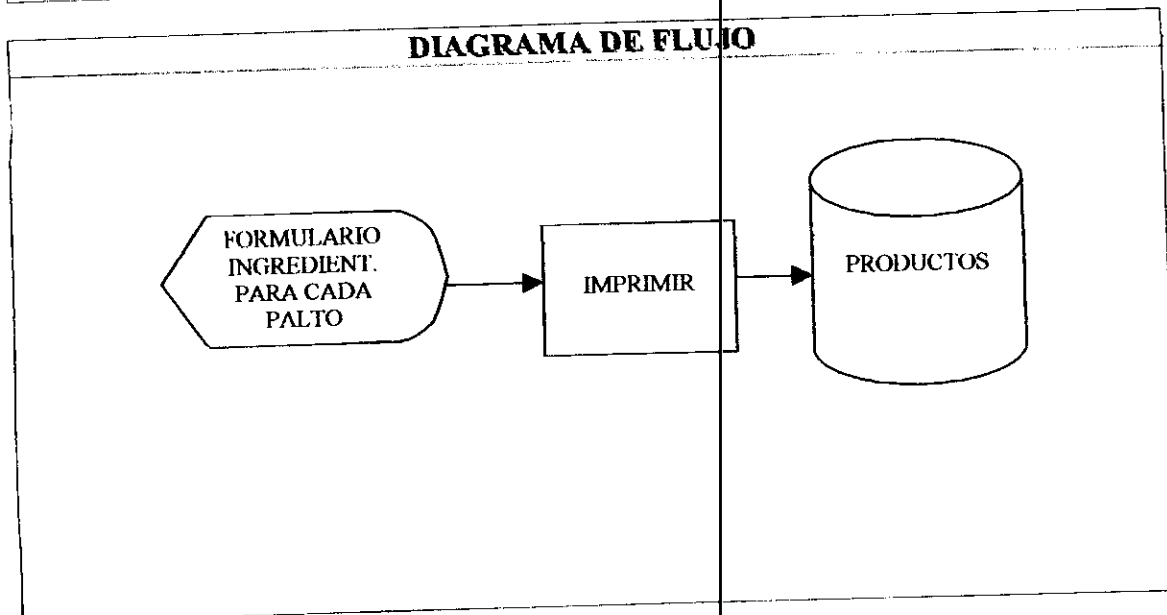 DIAGRAMA DE FLUJO
FORMULARIO
INGREDIENT.
PARA CADA
PALTO
IMPRIMIR
PRODUCTOS